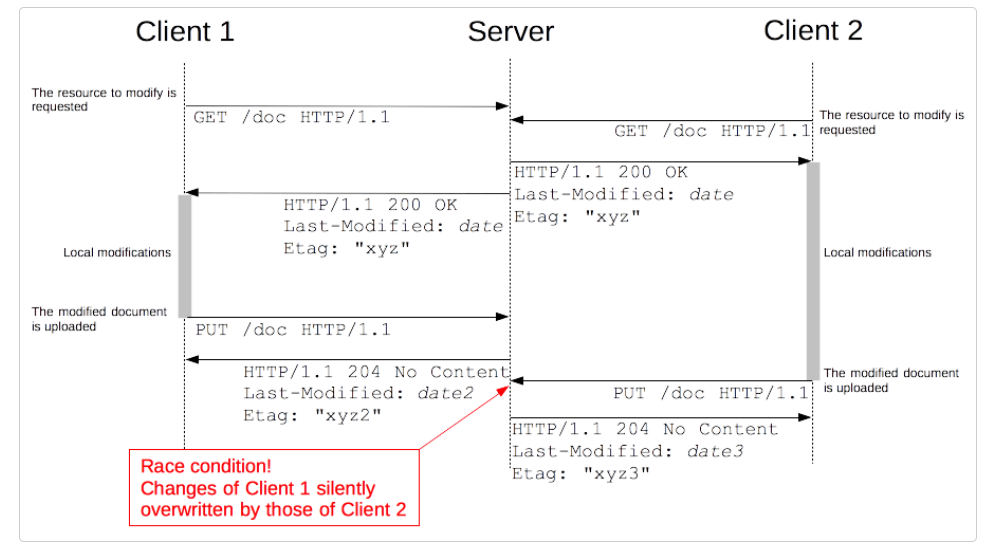 Client 1
Server
Client 2
The resource to modify is
requested
GET /doc HTTP/1.1
The resource to modify is
requested
GET /doc HTTP/1.1
HTTP/1.1 200 OK
Last-Modified: date
Etag: "xyz"
HTTP/1.1 200 OK
Last-Modified: date
Etag: "xyz"
Local modifications
Local modifications
The modified document
is uploaded
PUT /doc HTTP/1.1
HTTP/1.1 204 No Content
Last-Modified: date2
Etag: "xyz2"
The modified document
is uploaded
PUT /doc HTTP/1.1
HTTP/1.1 204 No Content
Last-Modified: date3
Etag: "xyz3"
Race condition!
Changes of Client 1 silently
overwritten by those of Client 2